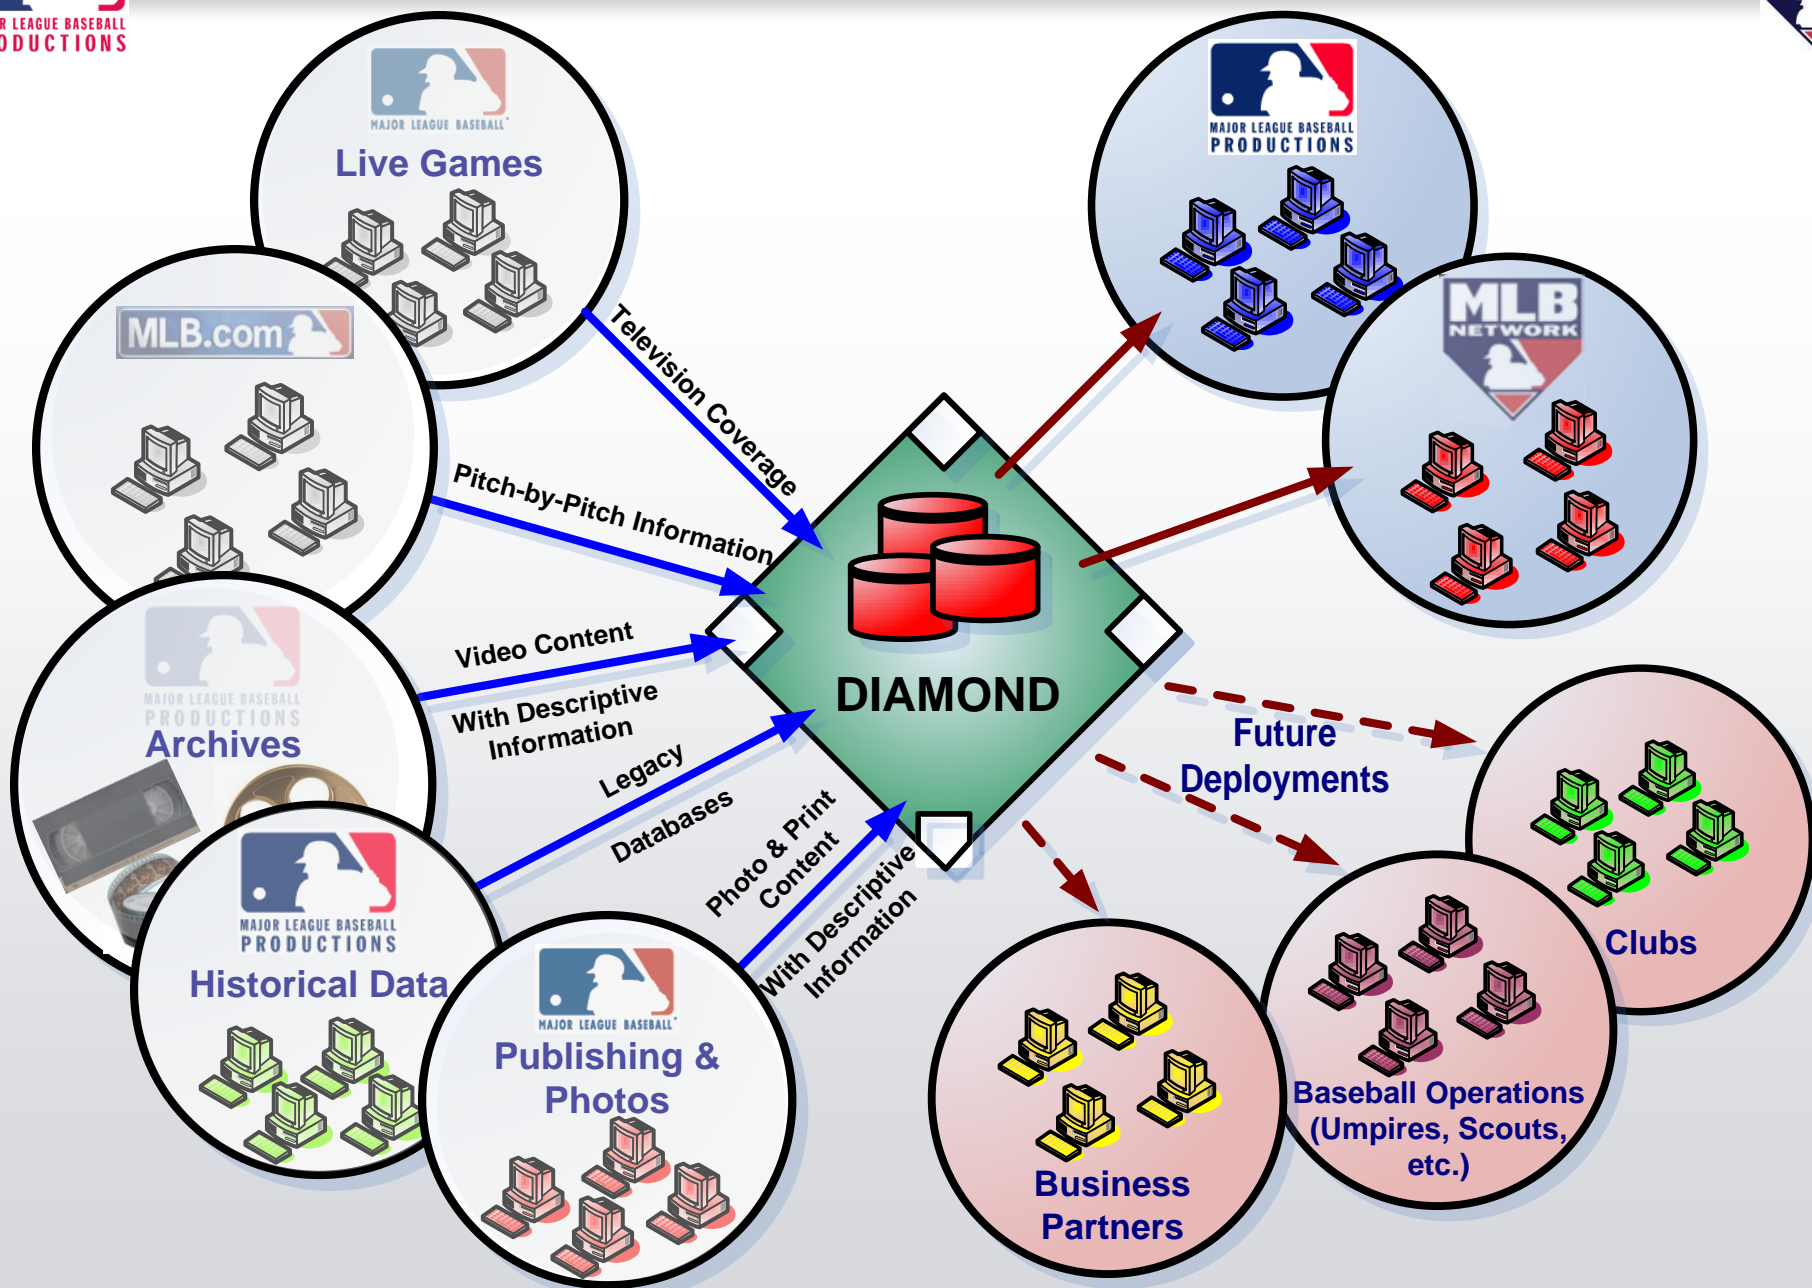 R LEAGUE BASEBALL
ODUCTIONS
MAJOR LEAGUE BASEBALL
Live Games
MLB.com
MAJOR LEAGUE BASEBALL
PRODUCTIONS
Archives
MAJOR LEAGUE BASEBALL
PRODUCTIONS
Historical Data
MAJOR LEAGUE BASEBALL
Publishing &
Photos
Television Coverage
Pitch-by-Pitch Information
Video Content
With Descriptive
Information
Legacy
Databases
Photo & Print
Content
With Descriptive
Information
DIAMOND
MAJOR LEAGUE BASEBALL
PRODUCTIONS
MLB
NETWORK
Future
Deployments
Clubs
Baseball Operations
(Umpires, Scouts,
etc.)
Business
Partners